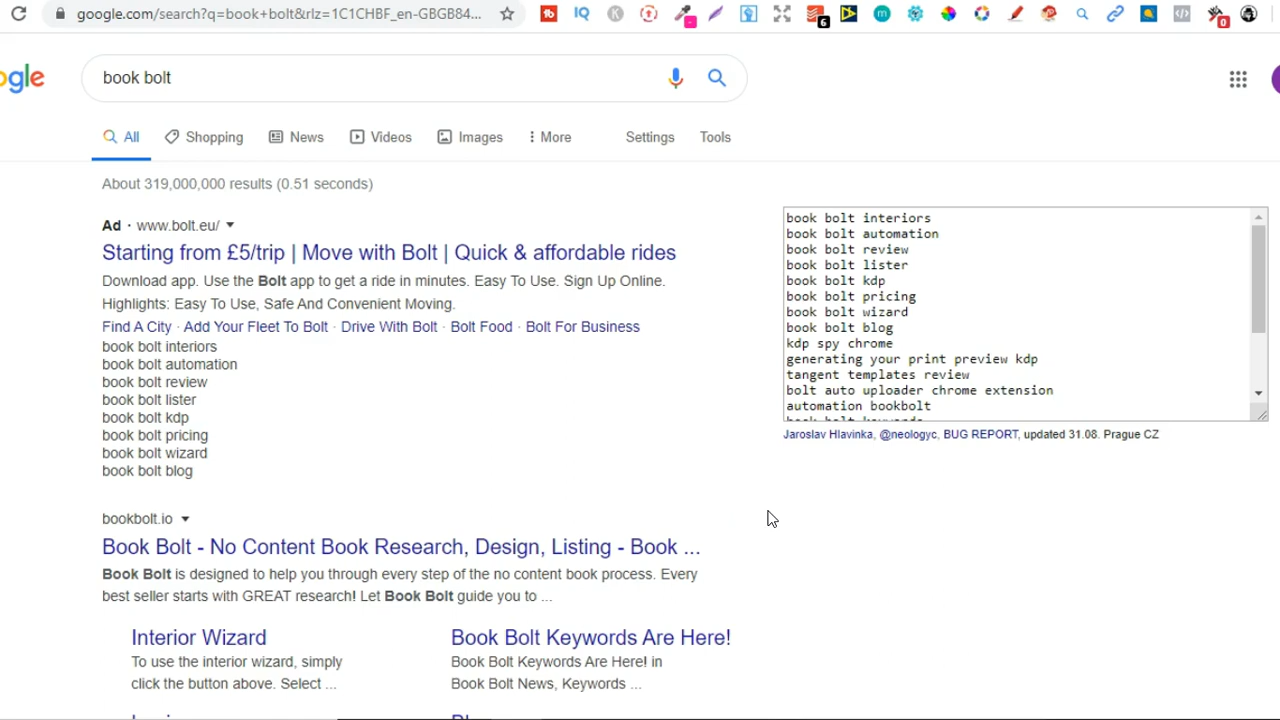 google.com/search?q=book+bolt&rlz=1C1CHBF_en-GBGB84...
6
0
ogle
book bolt
All
Shopping
News
Videos
Images
More
Settings
Tools
About 319,000,000 results (0.51 seconds)
Ad · www.bolt.eu/
Starting from £5/trip | Move with Bolt | Quick & affordable rides
Download app. Use the Bolt app to get a ride in minutes. Easy To Use. Sign Up Online.
Highlights: Easy To Use, Safe And Convenient Moving.
Find A City · Add Your Fleet To Bolt · Drive With Bolt · Bolt Food · Bolt For Business
book bolt interiors
book bolt automation
book bolt review
book bolt lister
book bolt kdp
book bolt pricing
book bolt wizard
book bolt blog
bookbolt.io
Book Bolt - No Content Book Research, Design, Listing - Book ...
Book Bolt is designed to help you through every step of the no content book process. Every
best seller starts with GREAT research! Let Book Bolt guide you to ...
Interior Wizard
To use the interior wizard, simply
click the button above. Select ...
Book Bolt Keywords Are Here!
Book Bolt Keywords Are Here! in
Book Bolt News, Keywords ...
book bolt interiors
book bolt automation
book bolt review
book bolt lister
book bolt kdp
book bolt pricing
book bolt wizard
book bolt blog
kdp spy chrome
generating your print preview kdp
tangent templates review
bolt auto uploader chrome extension
automation bookbolt
book bolt keywords
Jaroslav Hlavinka, @neologyc, BUG REPORT, updated 31.08. Prague CZ